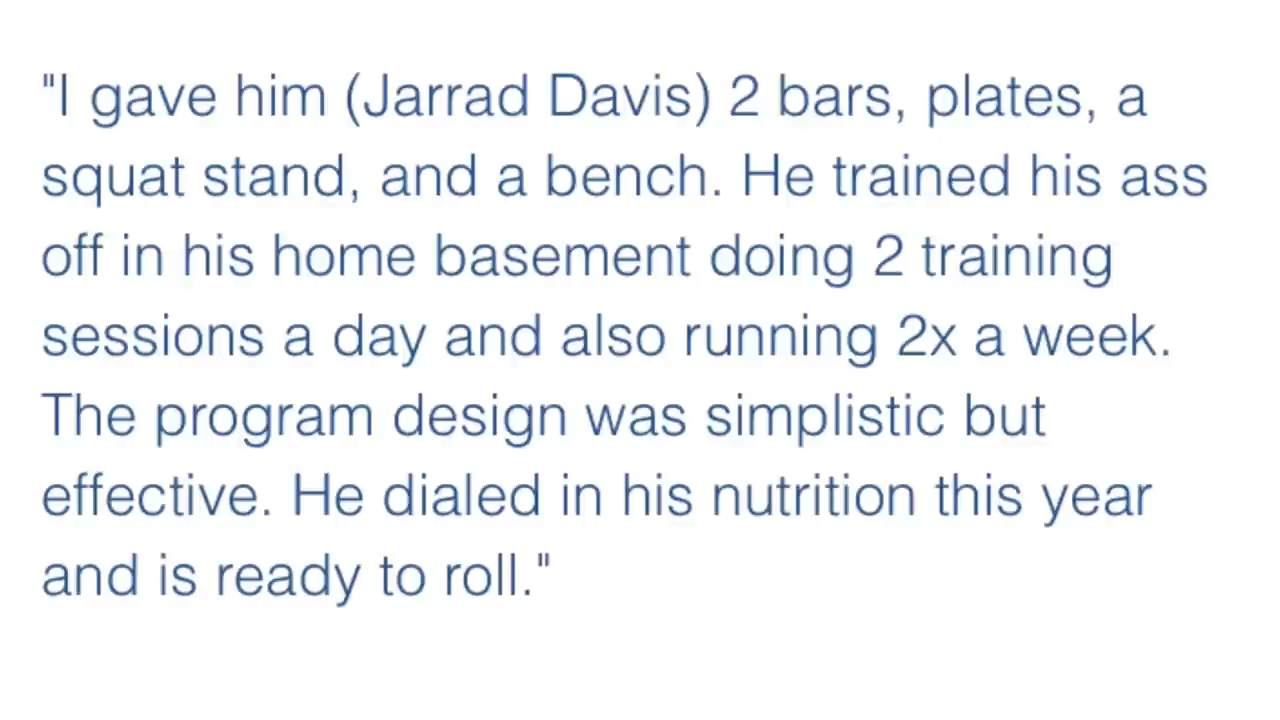 "I gave him (Jarrad Davis) 2 bars, plates, a
squat stand, and a bench. He trained his ass
off in his home basement doing 2 training
sessions a day and also running 2x a week.
The program design was simplistic but
effective. He dialed in his nutrition this year
and is ready to roll."